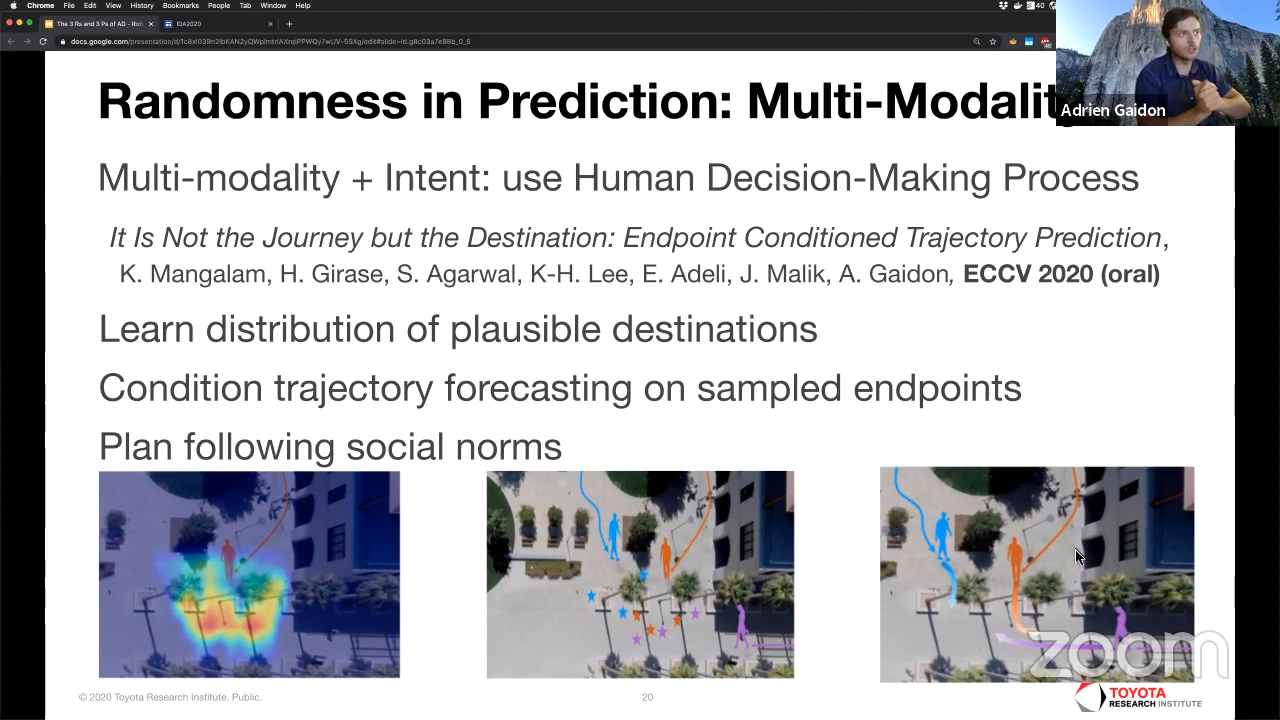 Chrome File Edit View History Bookmarks People Tab Window Help
40
The 3 Rs and 3 Ps of AD - Rob
IDA2020
Adrien Gaidon
Randomness in Prediction: Multi-Modalit
Multi-modality + Intent: use Human Decision-Making Process
It Is Not the Journey but the Destination: Endpoint Conditioned Trajectory Prediction,
K. Mangalam, H. Girase, S. Agarwal, K-H. Lee, E. Adeli, J. Malik, A. Gaidon, ECCV 2020 (oral)
Learn distribution of plausible destinations
Condition trajectory forecasting on sampled endpoints
Plan following social norms
zoom
© 2020 Toyota Research Institute. Public.
20
TOYOTA
RESEARCH INSTITUTE